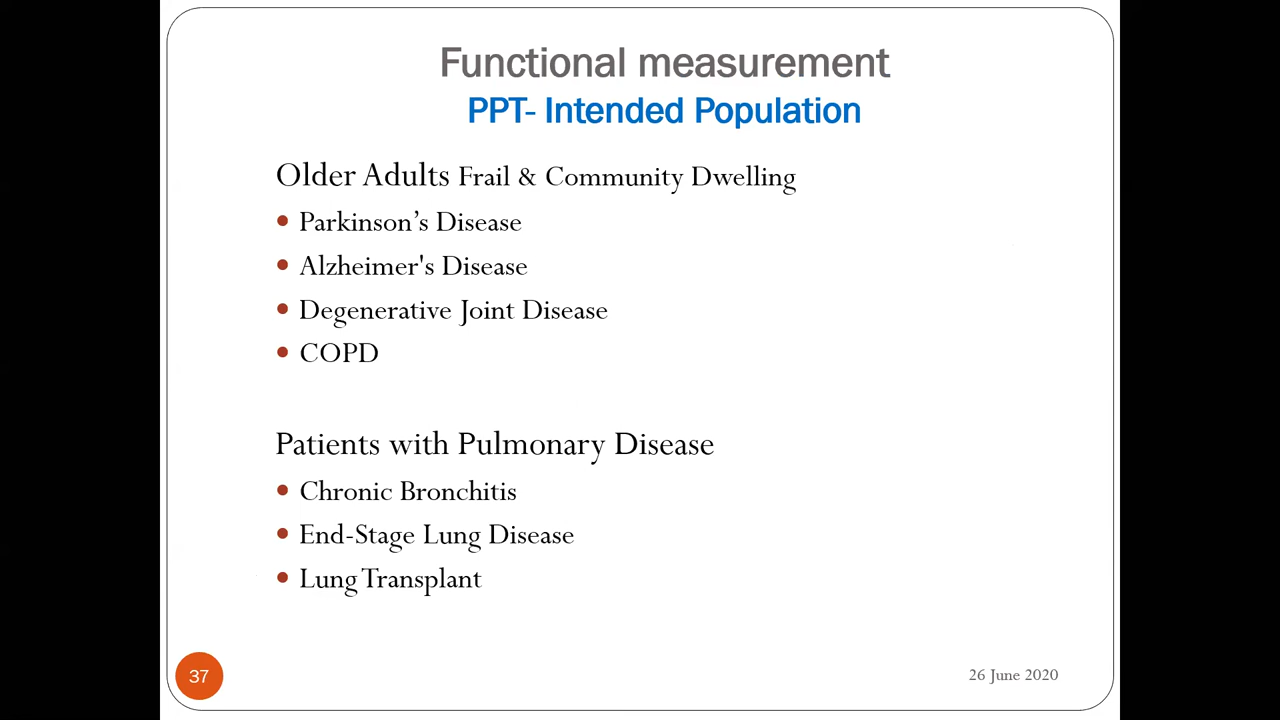 Functional measurement
PPT- Intended Population
Older Adults Frail & Community Dwelling
• Parkinson’s Disease
• Alzheimer's Disease
• Degenerative Joint Disease
• COPD
Patients with Pulmonary Disease
• Chronic Bronchitis
• End-Stage Lung Disease
• Lung Transplant
37
26 June 2020